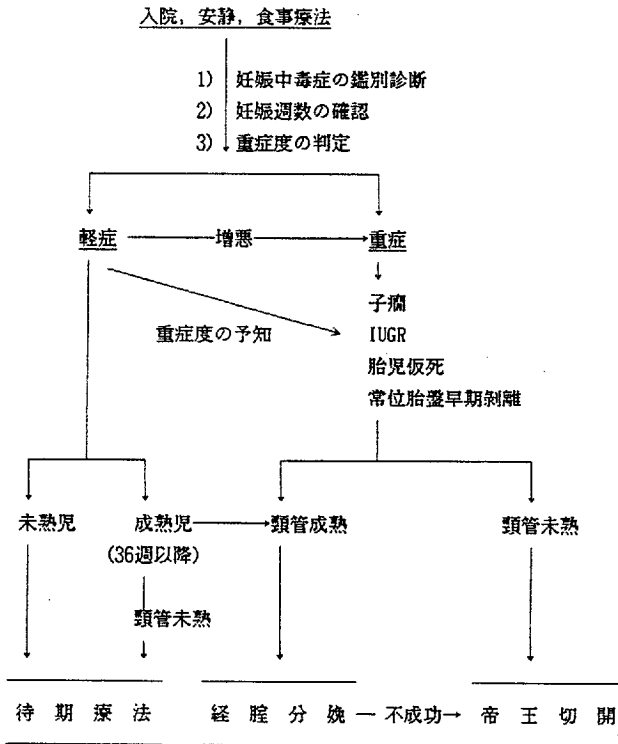 入院, 安静, 食事療法
1) 妊娠中毒症の鑑別診断
2) 妊娠週数の確認
3) 重症度の判定
軽症 増悪 重症
子癇
重症度の予知 IUGR
胎児仮死
常位胎盤早期剝離
未熟児 成熟児 頸管成熟 頸管未熟
(36週以降)
頸管未熟
待期療法 経腟分娩 不成功 帝王切開